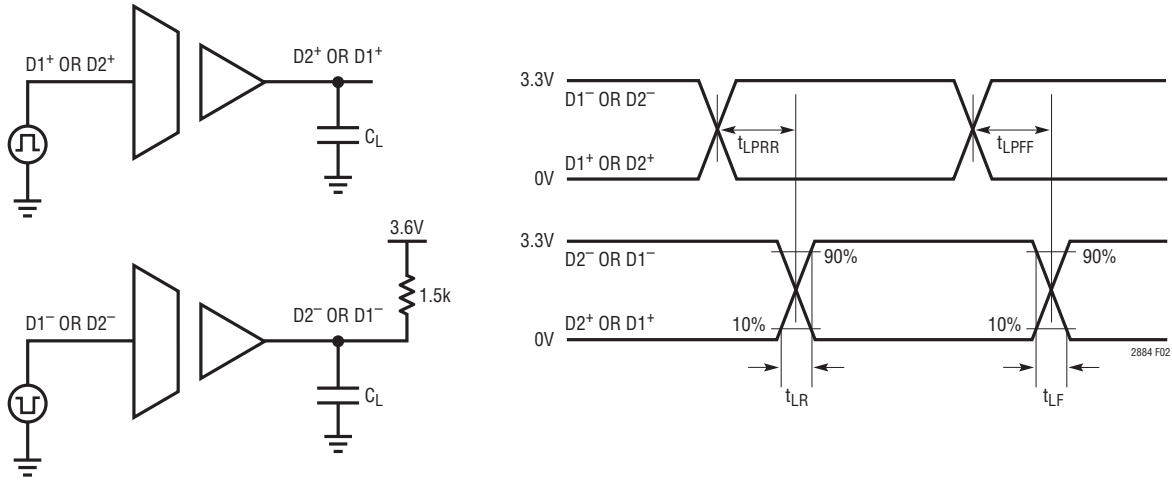 D1+ OR D2+
D2+ OR D1+
CL
3.6V
1.5k
D1− OR D2−
D2− OR D1−
CL
3.3V
D1− OR D2−
tLPRR
tLPFF
D1+ OR D2+
0V
3.3V
D2− OR D1−
90%
90%
D2+ OR D1+
10%
10%
0V
2884 F02
tLR
tLF